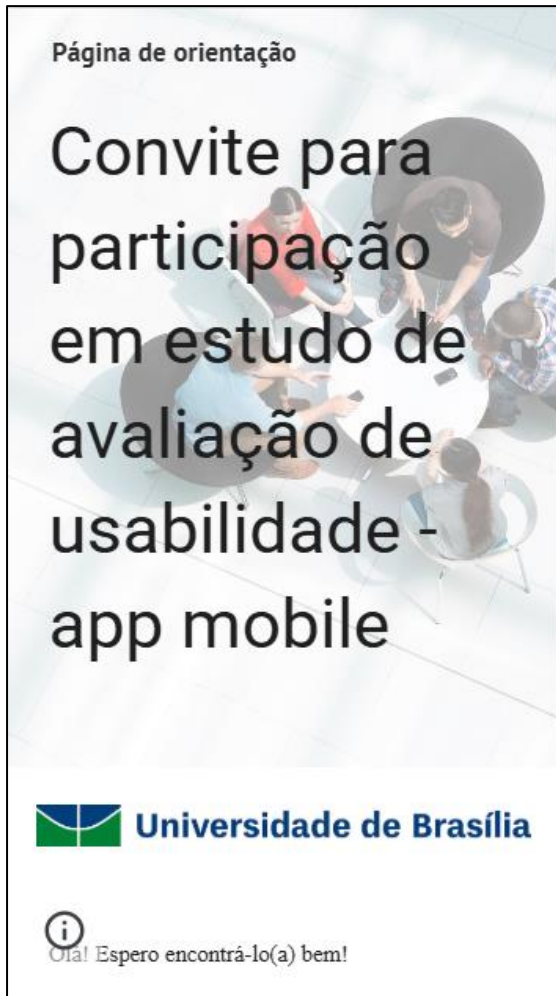 Página de orientação
Convite para
participação
em estudo de
avaliação de
usabilidade -
app mobile
Universidade de Brasília
Olá! Espero encontrá-lo(a) bem!